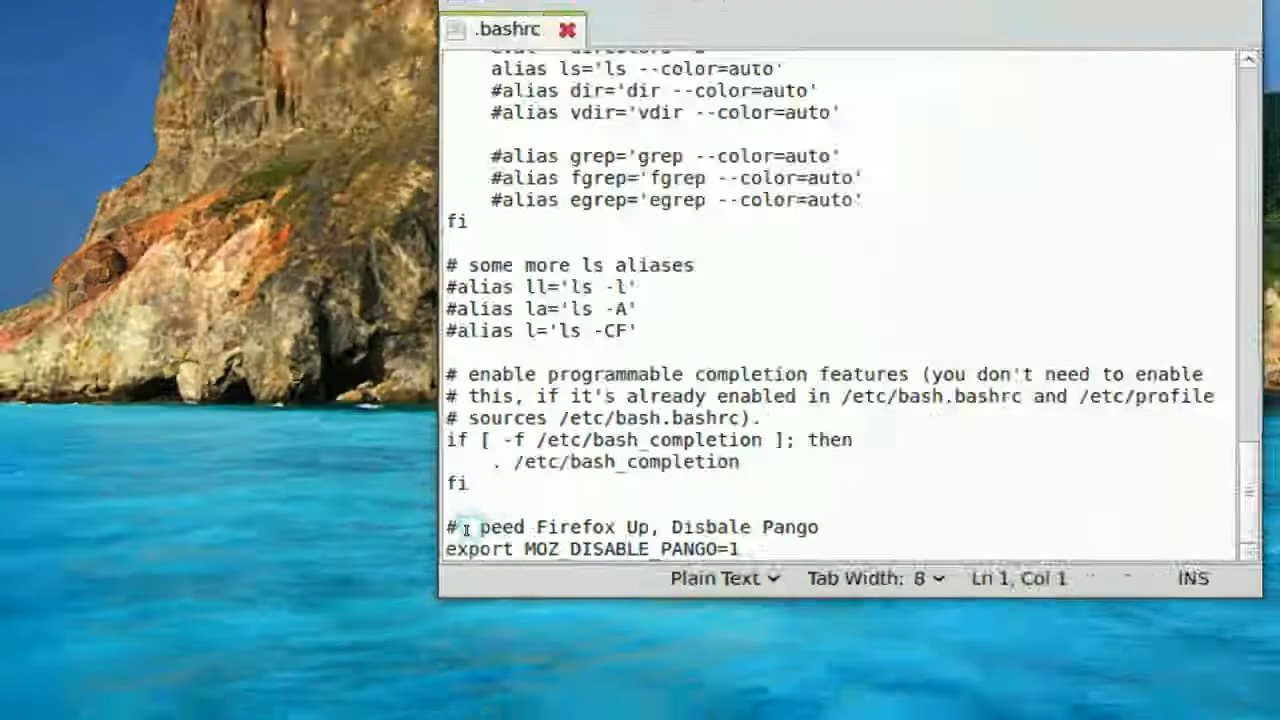 .bashrc
alias ls='ls --color=auto'
#alias dir='dir --color=auto'
#alias vdir='vdir --color=auto'
#alias grep='grep --color=auto'
#alias fgrep='fgrep --color=auto'
#alias egrep='egrep --color=auto'
fi
# some more ls aliases
#alias ll='ls -l'
#alias la='ls -A'
#alias l='ls -CF'
# enable programmable completion features (you don't need to enable
# this, if it's already enabled in /etc/bash.bashrc and /etc/profile
# sources /etc/bash.bashrc).
if [ -f /etc/bash_completion ]; then
. /etc/bash_completion
fi
# peed Firefox Up, Disbale Pango
export MOZ_DISABLE_PANGO=1
Plain Text Tab Width: 8 Ln 1, Col 1 INS